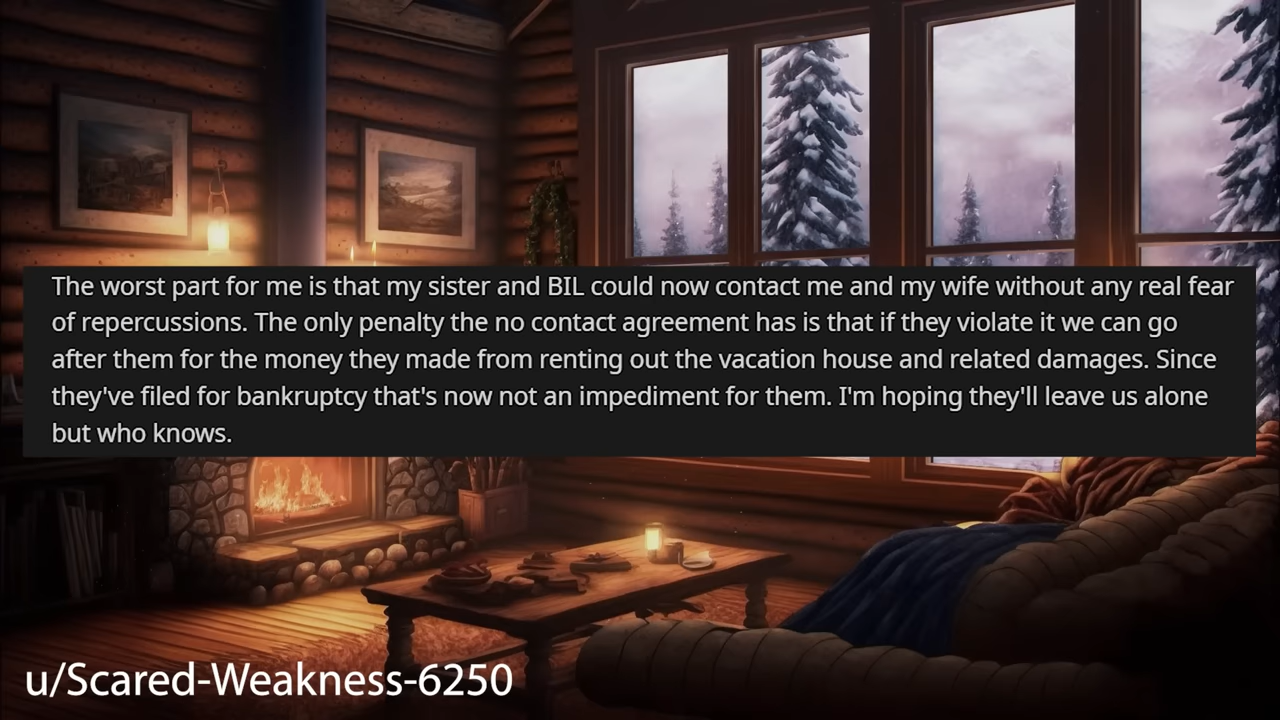 The worst part for me is that my sister and BIL could now contact me and my wife without any real fear
of repercussions. The only penalty the no contact agreement has is that if they violate it we can go
after them for the money they made from renting out the vacation house and related damages. Since
they've filed for bankruptcy that's now not an impediment for them. I'm hoping they'll leave us alone
but who knows.
u/Scared-Weakness-6250